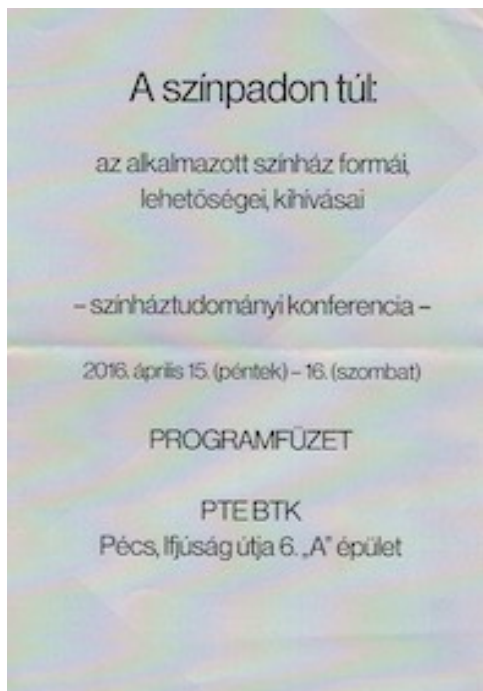 A színpadon túl:
az alkalmazott színház formái,
lehetőségei, kihívásai
– színháztudományi konferencia –
2016. április 15. (péntek) – 16. (szombat)
PROGRAMFÜZET
PTE BTK
Pécs, Ifjúság útja 6. „A” épület